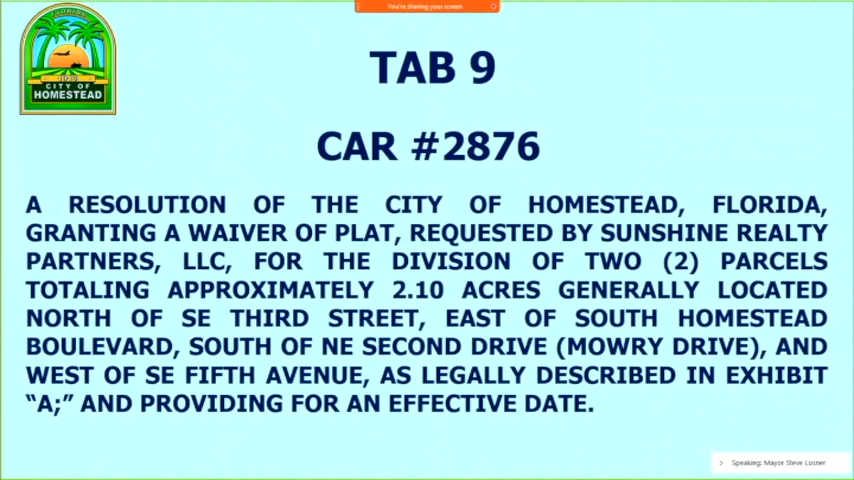 You're sharing your screen
FLORIDA
CITY OF
HOMESTEAD
TAB 9
CAR #2876
A RESOLUTION OF THE CITY OF HOMESTEAD, FLORIDA,
GRANTING A WAIVER OF PLAT, REQUESTED BY SUNSHINE REALTY
PARTNERS, LLC, FOR THE DIVISION OF TWO (2) PARCELS
TOTALING APPROXIMATELY 2.10 ACRES GENERALLY LOCATED
NORTH OF SE THIRD STREET, EAST OF SOUTH HOMESTEAD
BOULEVARD, SOUTH OF NE SECOND DRIVE (MOWRY DRIVE), AND
WEST OF SE FIFTH AVENUE, AS LEGALLY DESCRIBED IN EXHIBIT
“A;” AND PROVIDING FOR AN EFFECTIVE DATE.
Speaking: Mayor Steve Losner